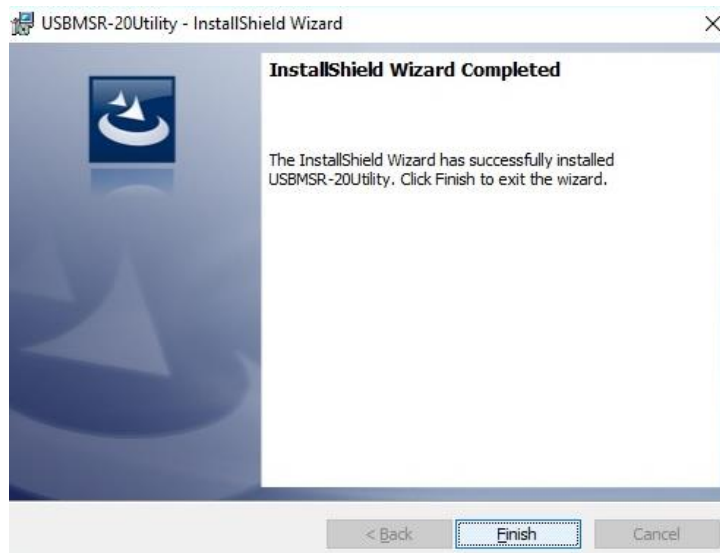 USBMSR-20Utility - InstallShield Wizard
InstallShield Wizard Completed
The InstallShield Wizard has successfully installed
USBMSR-20Utility. Click Finish to exit the wizard.
< Back Finish Cancel